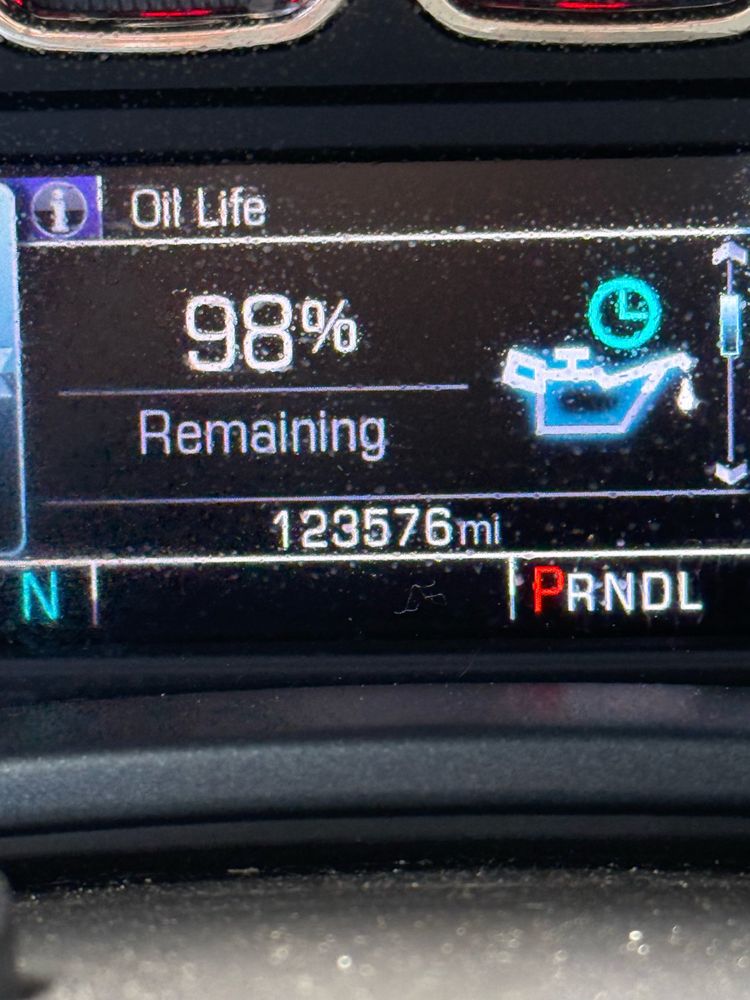 Oil Life
98%
Remaining
123576mi
N
PRNDL